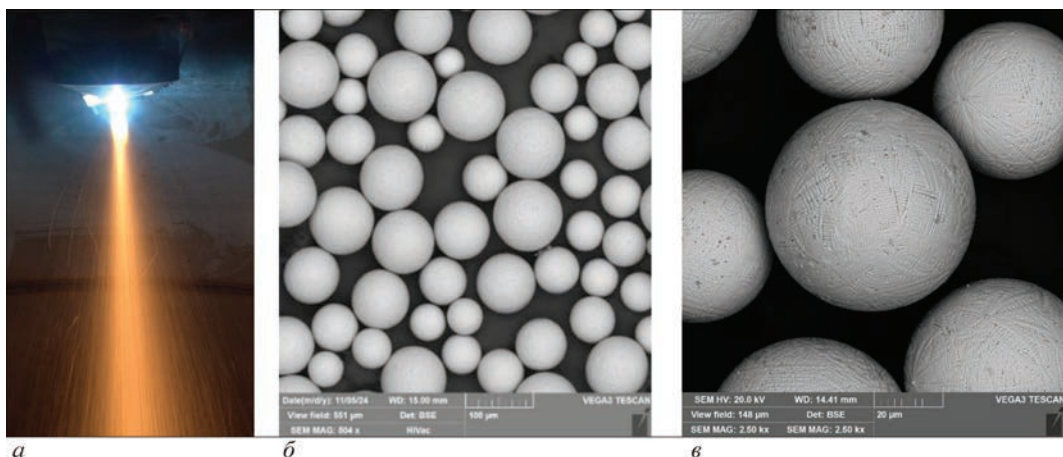 Date(m/d/y): 11/05/24 WD: 15.00 mm VEGA3 TESCAN
View field: 551 µm Det: BSE 100 µm
SEM MAG: 504 x HiVac
SEM HV: 20.0 kV WD: 14.41 mm VEGA3 TESCAN
View field: 148 µm Det: BSE 20 µm
SEM MAG: 2.50 kx SEM MAG: 2.50 kx
а б в